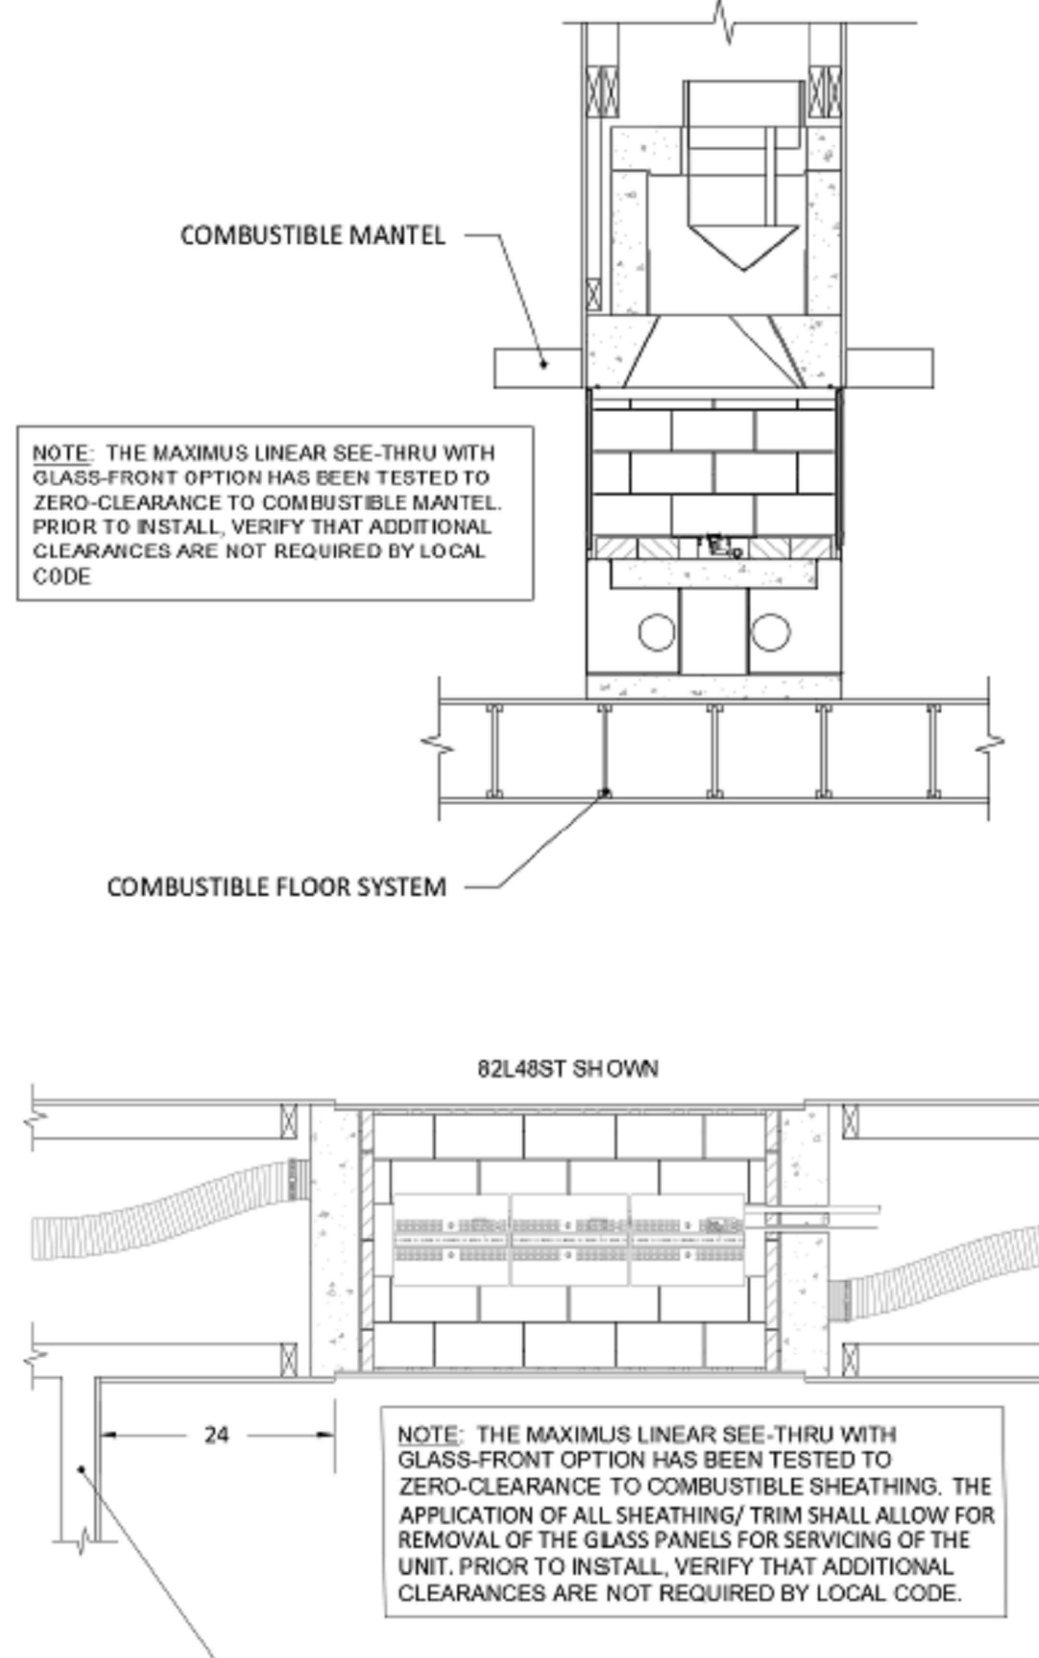 COMBUSTIBLE MANTEL
NOTE: THE MAXIMUS LINEAR SEE-THRU WITH
GLASS-FRONT OPTION HAS BEEN TESTED TO
ZERO-CLEARANCE TO COMBUSTIBLE MANTEL.
PRIOR TO INSTALL, VERIFY THAT ADDITIONAL
CLEARANCES ARE NOT REQUIRED BY LOCAL
CODE
COMBUSTIBLE FLOOR SYSTEM
82L48ST SHOWN
24
NOTE: THE MAXIMUS LINEAR SEE-THRU WITH
GLASS-FRONT OPTION HAS BEEN TESTED TO
ZERO-CLEARANCE TO COMBUSTIBLE SHEATHING. THE
APPLICATION OF ALL SHEATHING/ TRIM SHALL ALLOW FOR
REMOVAL OF THE GLASS PANELS FOR SERVICING OF THE
UNIT. PRIOR TO INSTALL, VERIFY THAT ADDITIONAL
CLEARANCES ARE NOT REQUIRED BY LOCAL CODE.